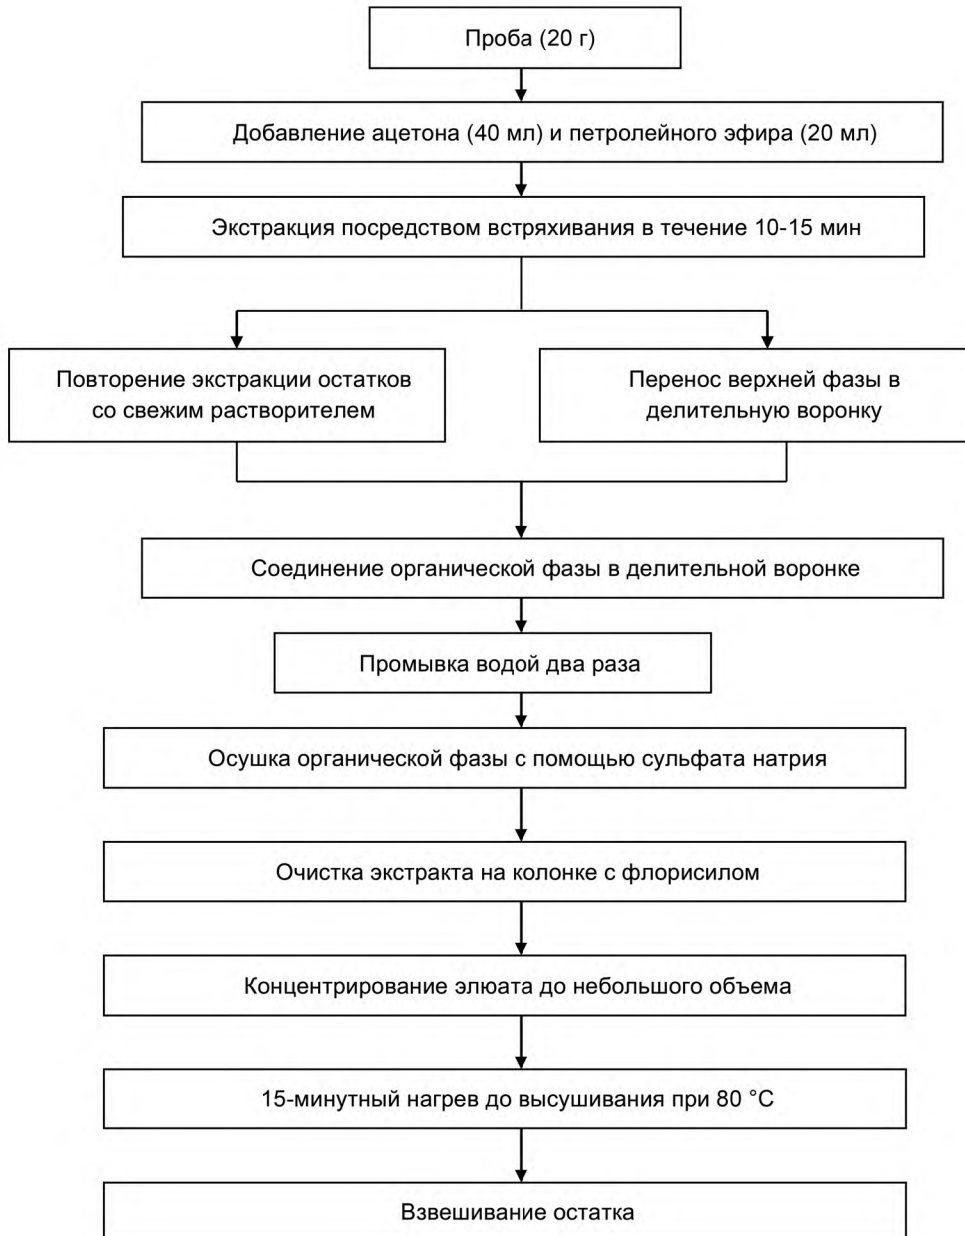 Проба (20 г)
Добавление ацетона (40 мл) и петролейного эфира (20 мл)
Экстракция посредством встряхивания в течение 10-15 мин
Повторение экстракции остатков
со свежим растворителем
Перенос верхней фазы в
делительную воронку
Соединение органической фазы в делительной воронке
Промывка водой два раза
Осушка органической фазы с помощью сульфата натрия
Очистка экстракта на колонке с флорисилом
Концентрирование элюата до небольшого объема
15-минутный нагрев до высушивания при 80 °C
Взвешивание остатка